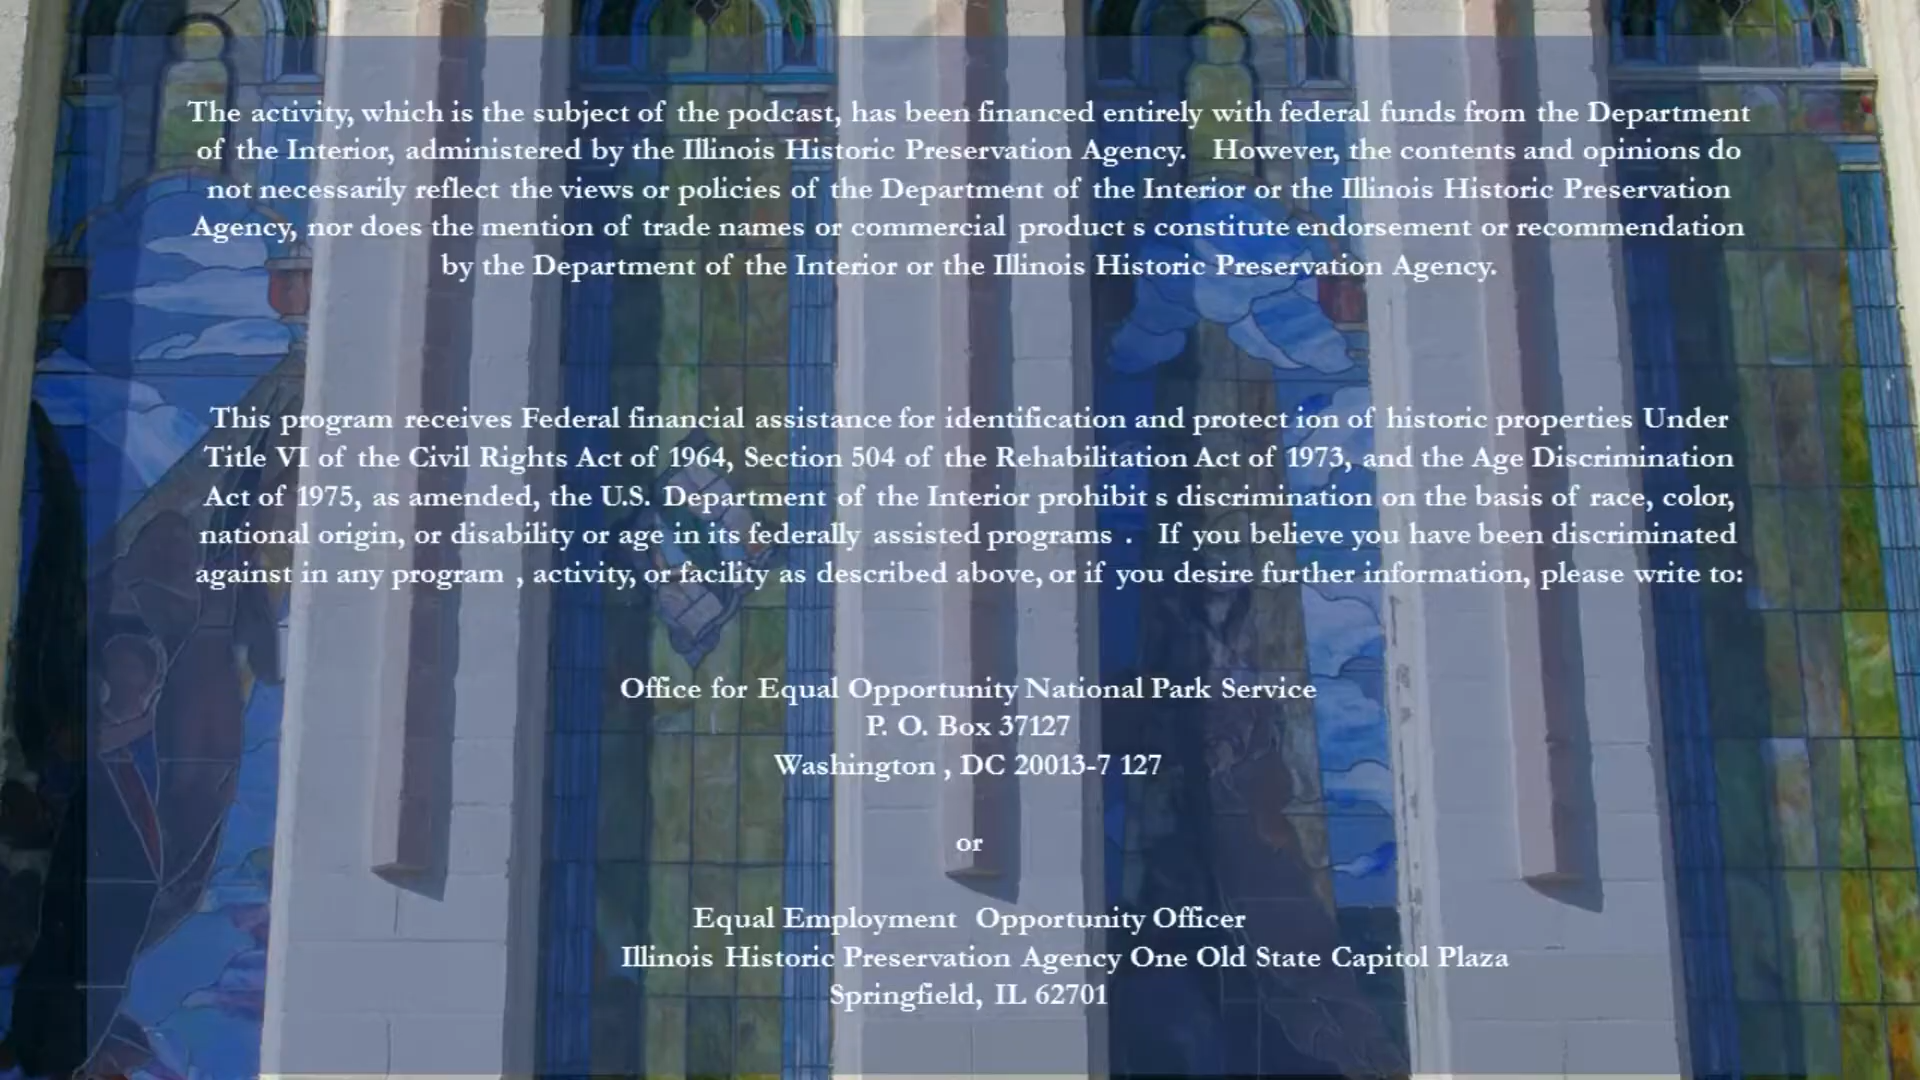 The activity, which is the subject of the podcast, has been financed entirely with federal funds from the Department
of the Interior, administered by the Illinois Historic Preservation Agency. However, the contents and opinions do
not necessarily reflect the views or policies of the Department of the Interior or the Illinois Historic Preservation
Agency, nor does the mention of trade names or commercial product s constitute endorsement or recommendation
by the Department of the Interior or the Illinois Historic Preservation Agency.
This program receives Federal financial assistance for identification and protect ion of historic properties Under
Title VI of the Civil Rights Act of 1964, Section 504 of the Rehabilitation Act of 1973, and the Age Discrimination
Act of 1975, as amended, the U.S. Department of the Interior prohibit s discrimination on the basis of race, color,
national origin, or disability or age in its federally assisted programs . If you believe you have been discriminated
against in any program , activity, or facility as described above, or if you desire further information, please write to:
Office for Equal Opportunity National Park Service
P. O. Box 37127
Washington , DC 20013-7 127
or
Equal Employment Opportunity Officer
Illinois Historic Preservation Agency One Old State Capitol Plaza
Springfield, IL 62701